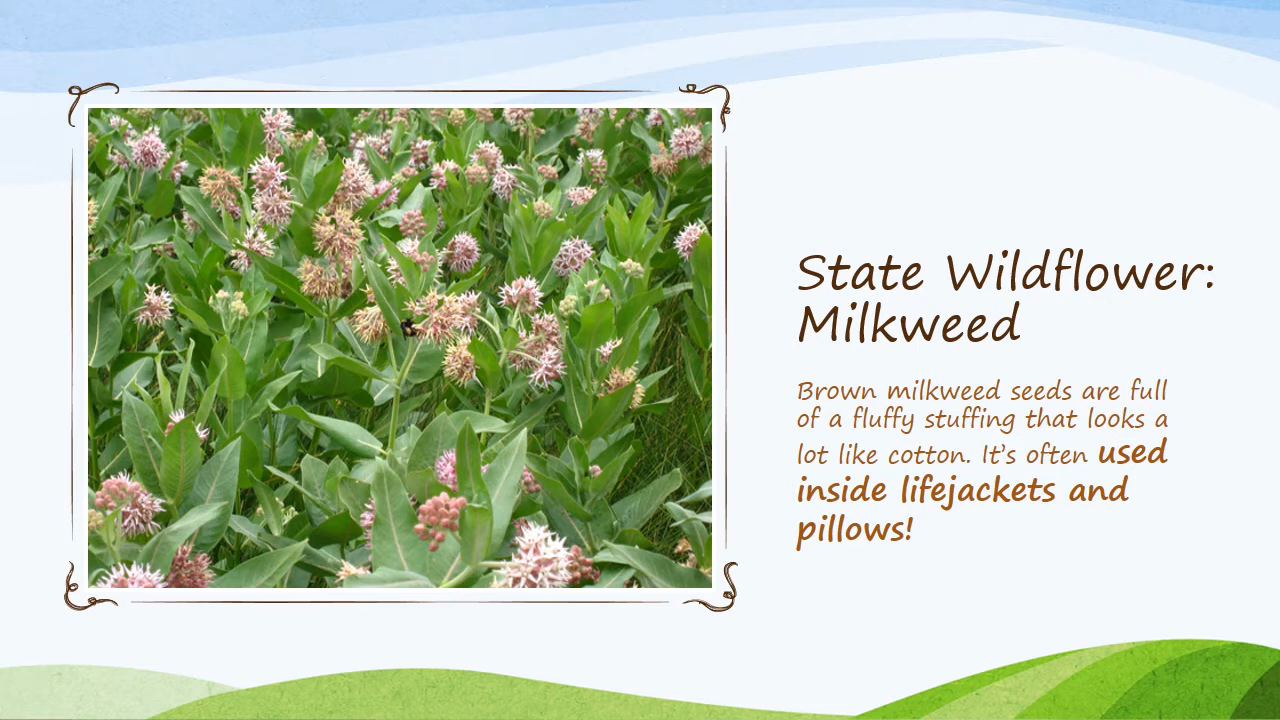 State Wildflower:
Milkweed
Brown milkweed seeds are full
of a fluffy stuffing that looks a
lot like cotton. It’s often used
inside lifejackets and
pillows!